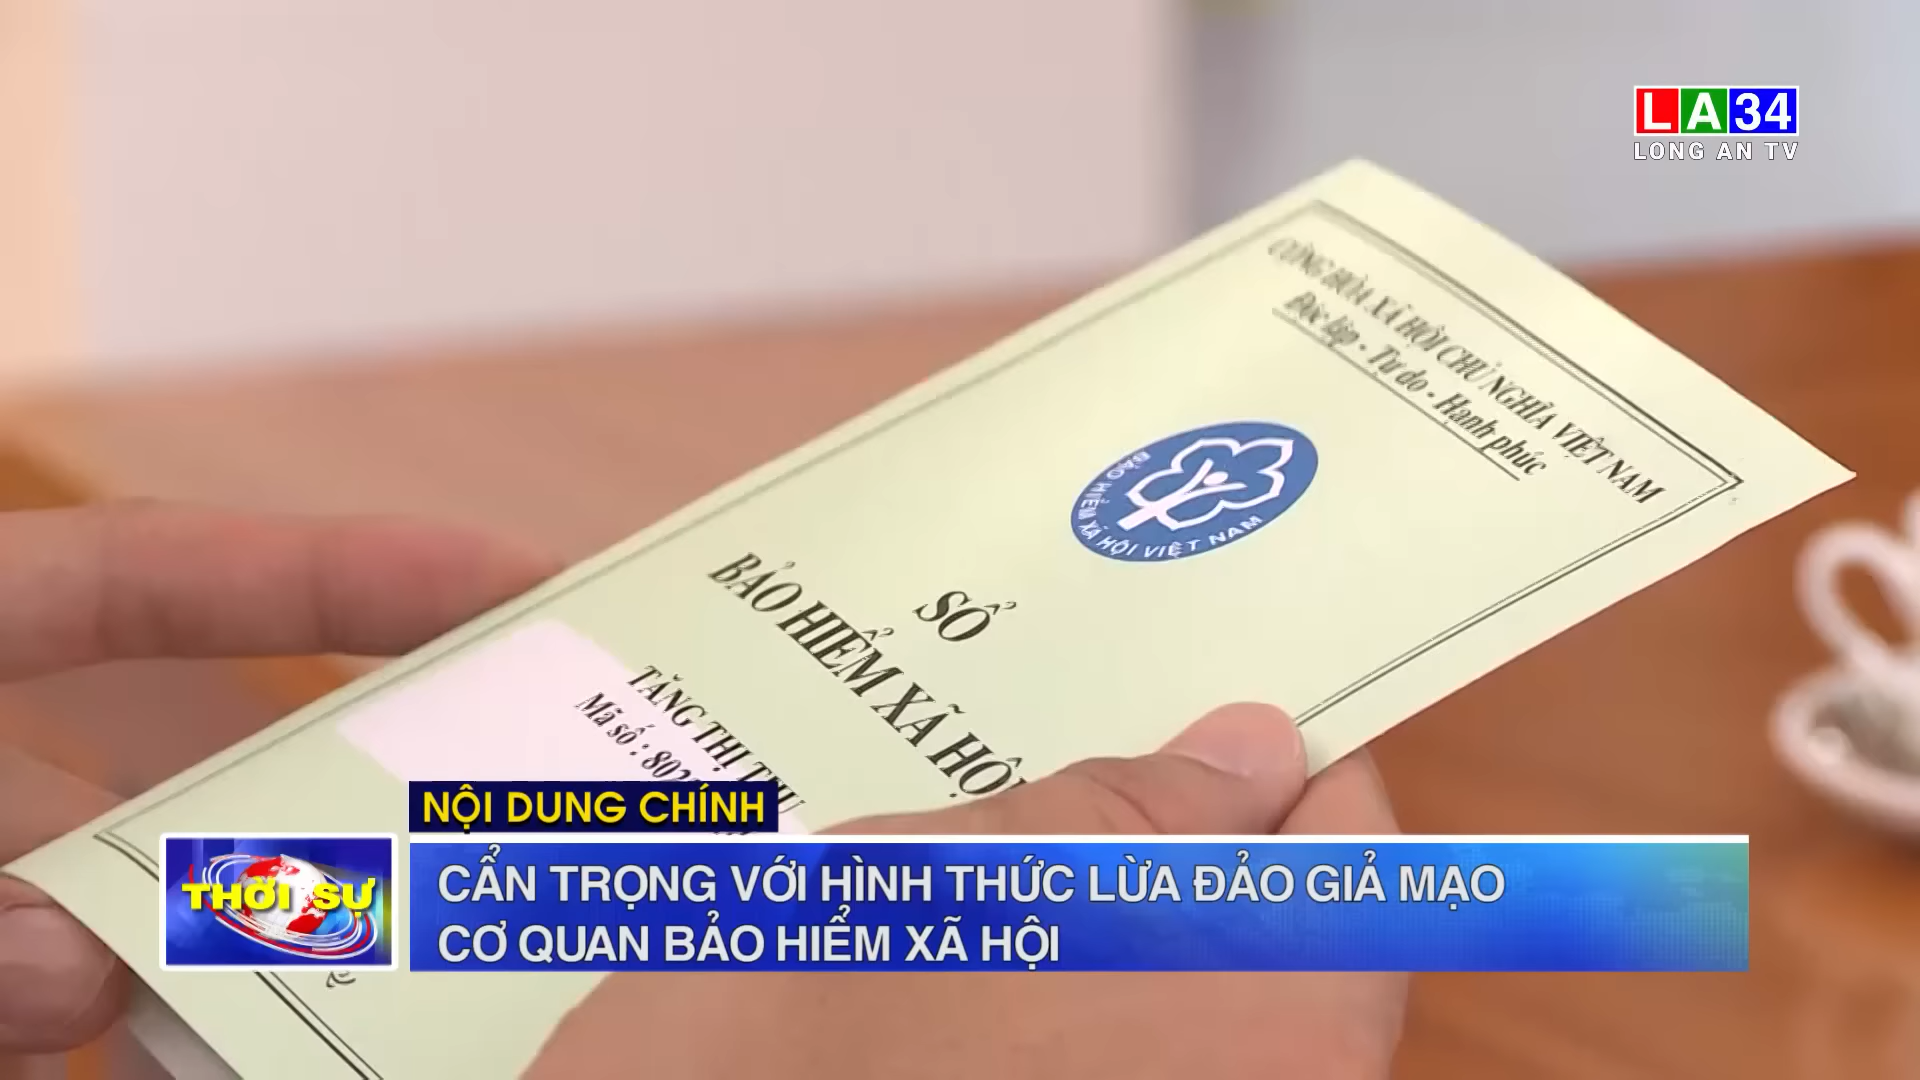 LA34
LONG AN TV
CỘNG HÒA XÃ HỘI CHỦ NGHĨA VIỆT NAM
Độc lập - Tự do - Hạnh phúc
BẢO HIỂM XÃ HỘI VIỆT NAM
SỔ
BẢO HIỂM XÃ HỘI
TĂNG THỊ
Mã số :
NỘI DUNG CHÍNH
THỜI SỰ
CẨN TRỌNG VỚI HÌNH THỨC LỪA ĐẢO GIẢ MẠO
CƠ QUAN BẢO HIỂM XÃ HỘI